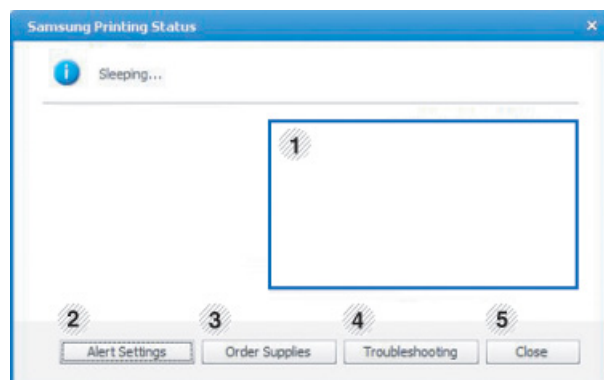 Samsung Printing Status
Sleeping...
1
2 3 4 5
Alert Settings Order Supplies Troubleshooting Close